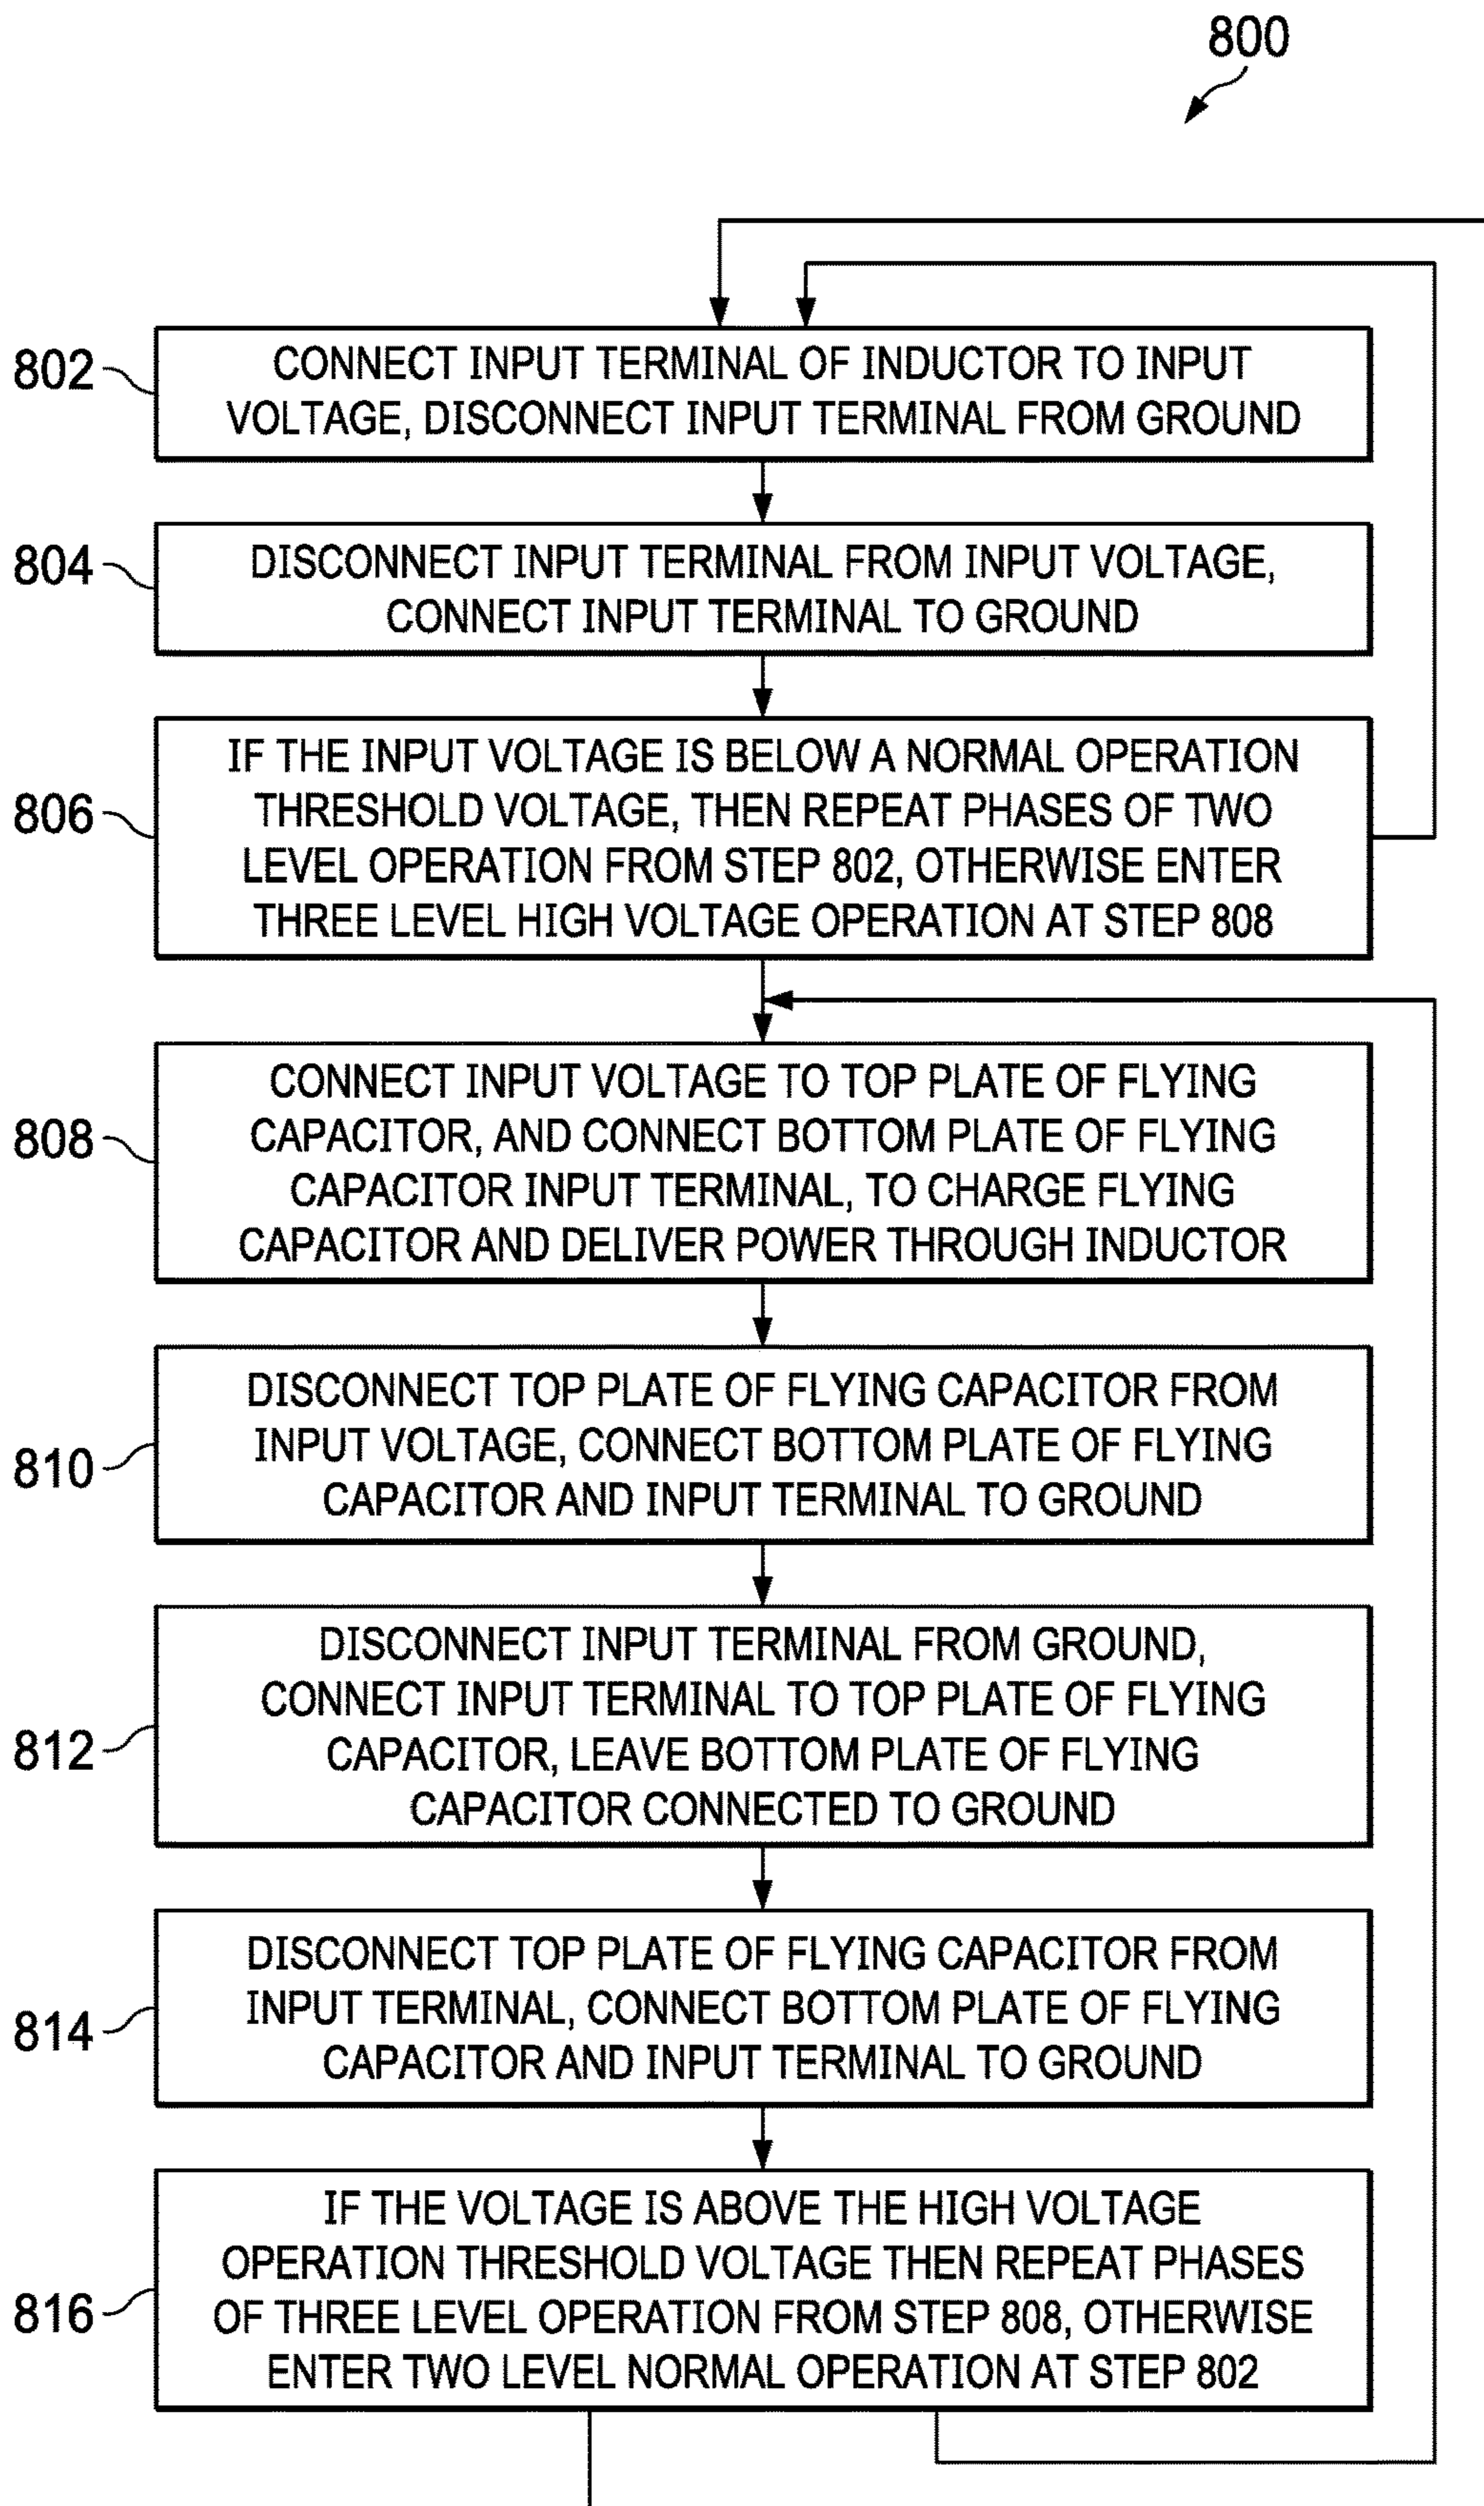 800
802
CONNECT INPUT TERMINAL OF INDUCTOR TO INPUT
VOLTAGE, DISCONNECT INPUT TERMINAL FROM GROUND
804
DISCONNECT INPUT TERMINAL FROM INPUT VOLTAGE,
CONNECT INPUT TERMINAL TO GROUND
806
IF THE INPUT VOLTAGE IS BELOW A NORMAL OPERATION
THRESHOLD VOLTAGE, THEN REPEAT PHASES OF TWO
LEVEL OPERATION FROM STEP 802, OTHERWISE ENTER
THREE LEVEL HIGH VOLTAGE OPERATION AT STEP 808
808
CONNECT INPUT VOLTAGE TO TOP PLATE OF FLYING
CAPACITOR, AND CONNECT BOTTOM PLATE OF FLYING
CAPACITOR INPUT TERMINAL, TO CHARGE FLYING
CAPACITOR AND DELIVER POWER THROUGH INDUCTOR
810
DISCONNECT TOP PLATE OF FLYING CAPACITOR FROM
INPUT VOLTAGE, CONNECT BOTTOM PLATE OF FLYING
CAPACITOR AND INPUT TERMINAL TO GROUND
812
DISCONNECT INPUT TERMINAL FROM GROUND,
CONNECT INPUT TERMINAL TO TOP PLATE OF FLYING
CAPACITOR, LEAVE BOTTOM PLATE OF FLYING
CAPACITOR CONNECTED TO GROUND
814
DISCONNECT TOP PLATE OF FLYING CAPACITOR FROM
INPUT TERMINAL, CONNECT BOTTOM PLATE OF FLYING
CAPACITOR AND INPUT TERMINAL TO GROUND
816
IF THE VOLTAGE IS ABOVE THE HIGH VOLTAGE
OPERATION THRESHOLD VOLTAGE THEN REPEAT PHASES
OF THREE LEVEL OPERATION FROM STEP 808, OTHERWISE
ENTER TWO LEVEL NORMAL OPERATION AT STEP 802